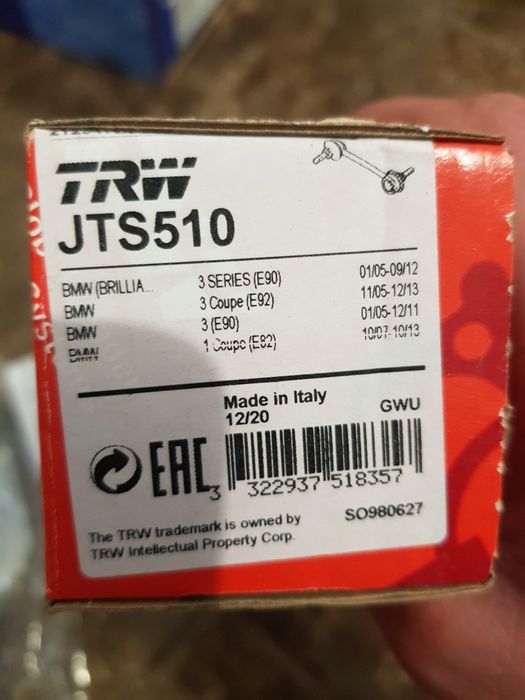 TRW
JTS510
BMW (BRILLIA... 3 SERIES (E90) 01/05-09/12
BMW 3 Coupe (E92) 11/05-12/13
BMW 3 (E90) 01/05-12/11
BMW 1 Coupe (E82) 10/07-10/13
Made in Italy
12/20 GWU
EAC
3 322937 518357
SO980627
The TRW trademark is owned by
TRW Intellectual Property Corp.